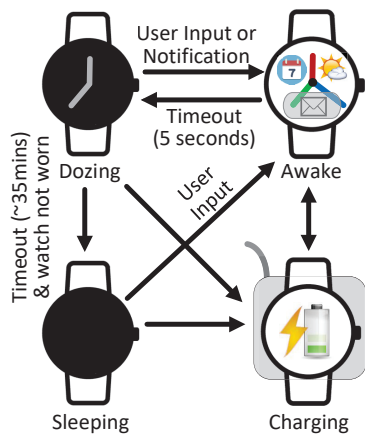 User Input or
Notification
7
Timeout
(5 seconds)
Dozing
Awake
Timeout (~35mins)
& watch not worn
User
Input
Sleeping
Charging